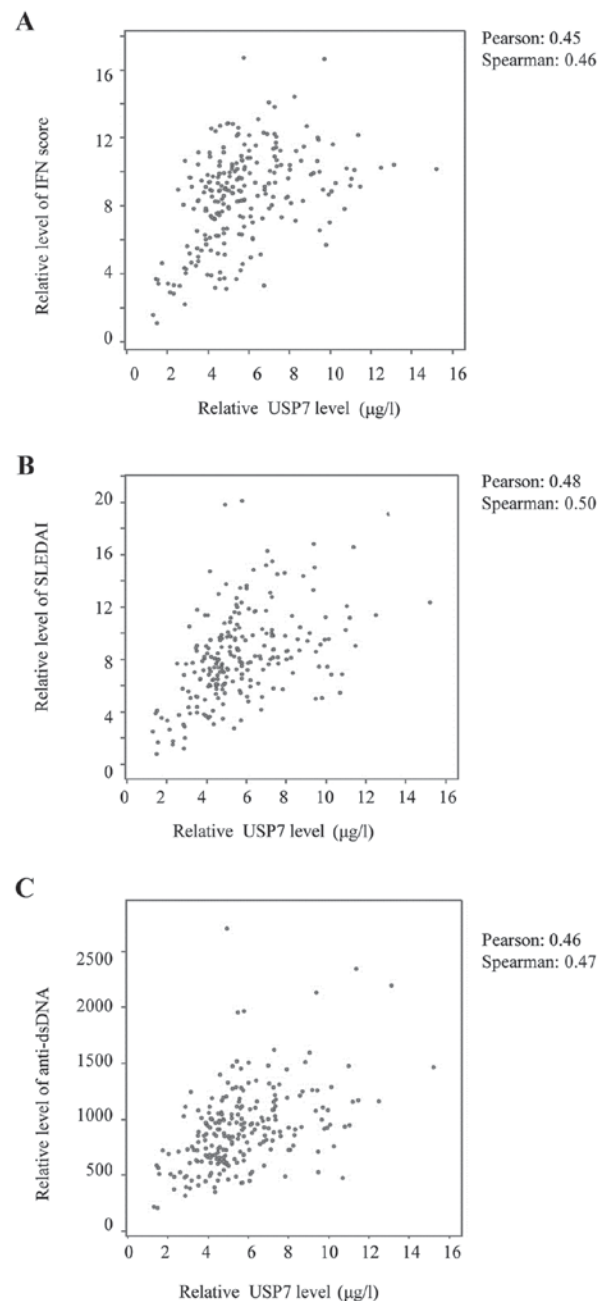 A
Pearson: 0.45
Spearman: 0.46
Relative level of IFN score
16
12
8
4
0
0 2 4 6 8 10 12 14 16
Relative USP7 level (µg/l)
B
Pearson: 0.48
Spearman: 0.50
Relative level of SLEDAI
20
16
12
8
4
0
0 2 4 6 8 10 12 14 16
Relative USP7 level (µg/l)
C
Pearson: 0.46
Spearman: 0.47
Relative level of anti-dsDNA
2500
2000
1500
1000
500
0
0 2 4 6 8 10 12 14 16
Relative USP7 level (µg/l)